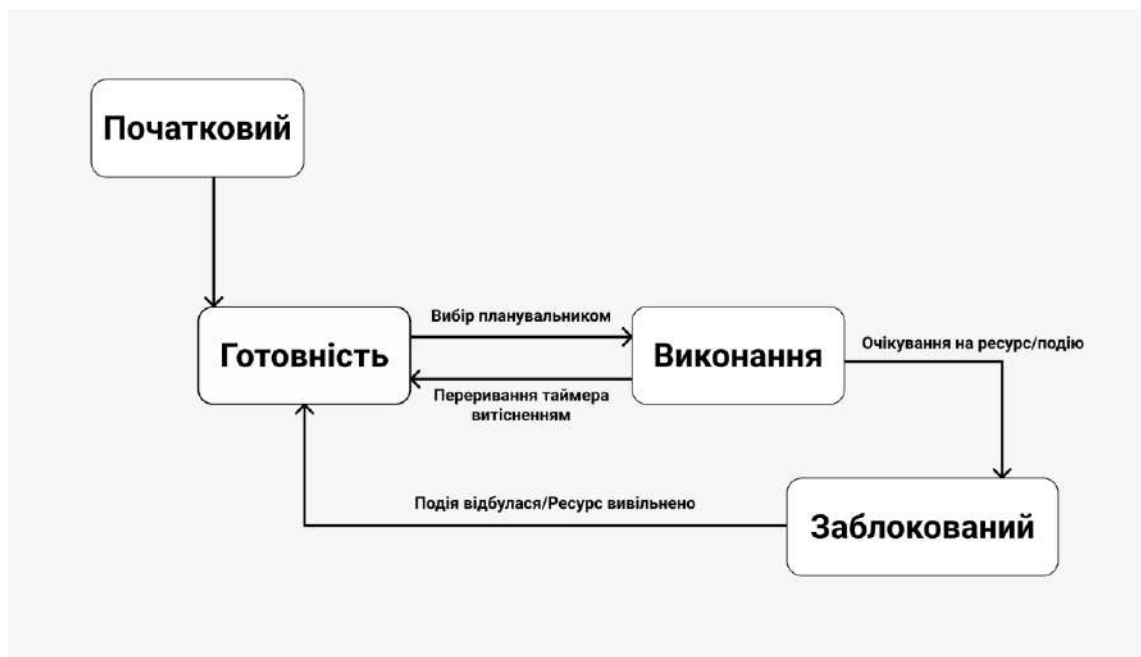 Початковий
Вибір планувальником
Готовність
Виконання
Очікування на ресурс/подію
Переривання таймера
витісненням
Подія відбулася/Ресурс вивільнено
Заблокований